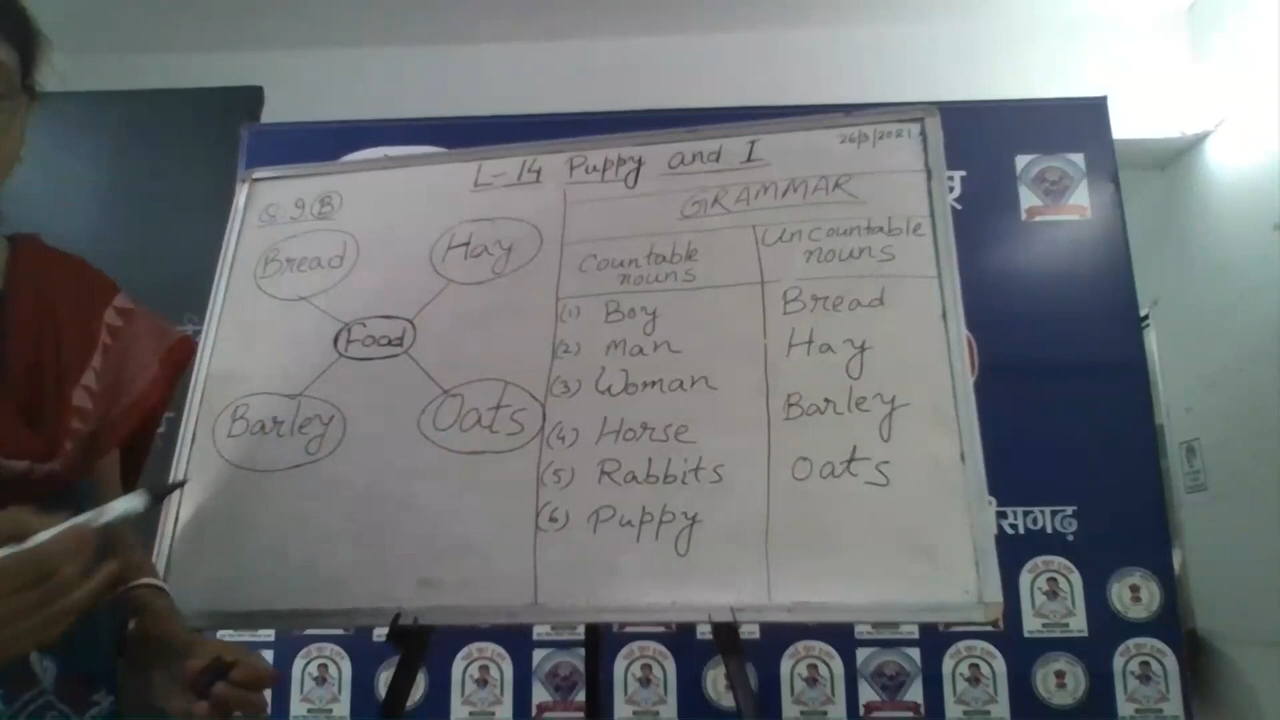 26/3/2021
L-14 Puppy and I
Q.9 (B)
Bread
Hay
Food
Barley
Oats
GRAMMAR
Countable nouns
Uncountable nouns
(1) Boy
(2) Man
(3) Woman
(4) Horse
(5) Rabbits
(6) Puppy
Bread
Hay
Barley
Oats